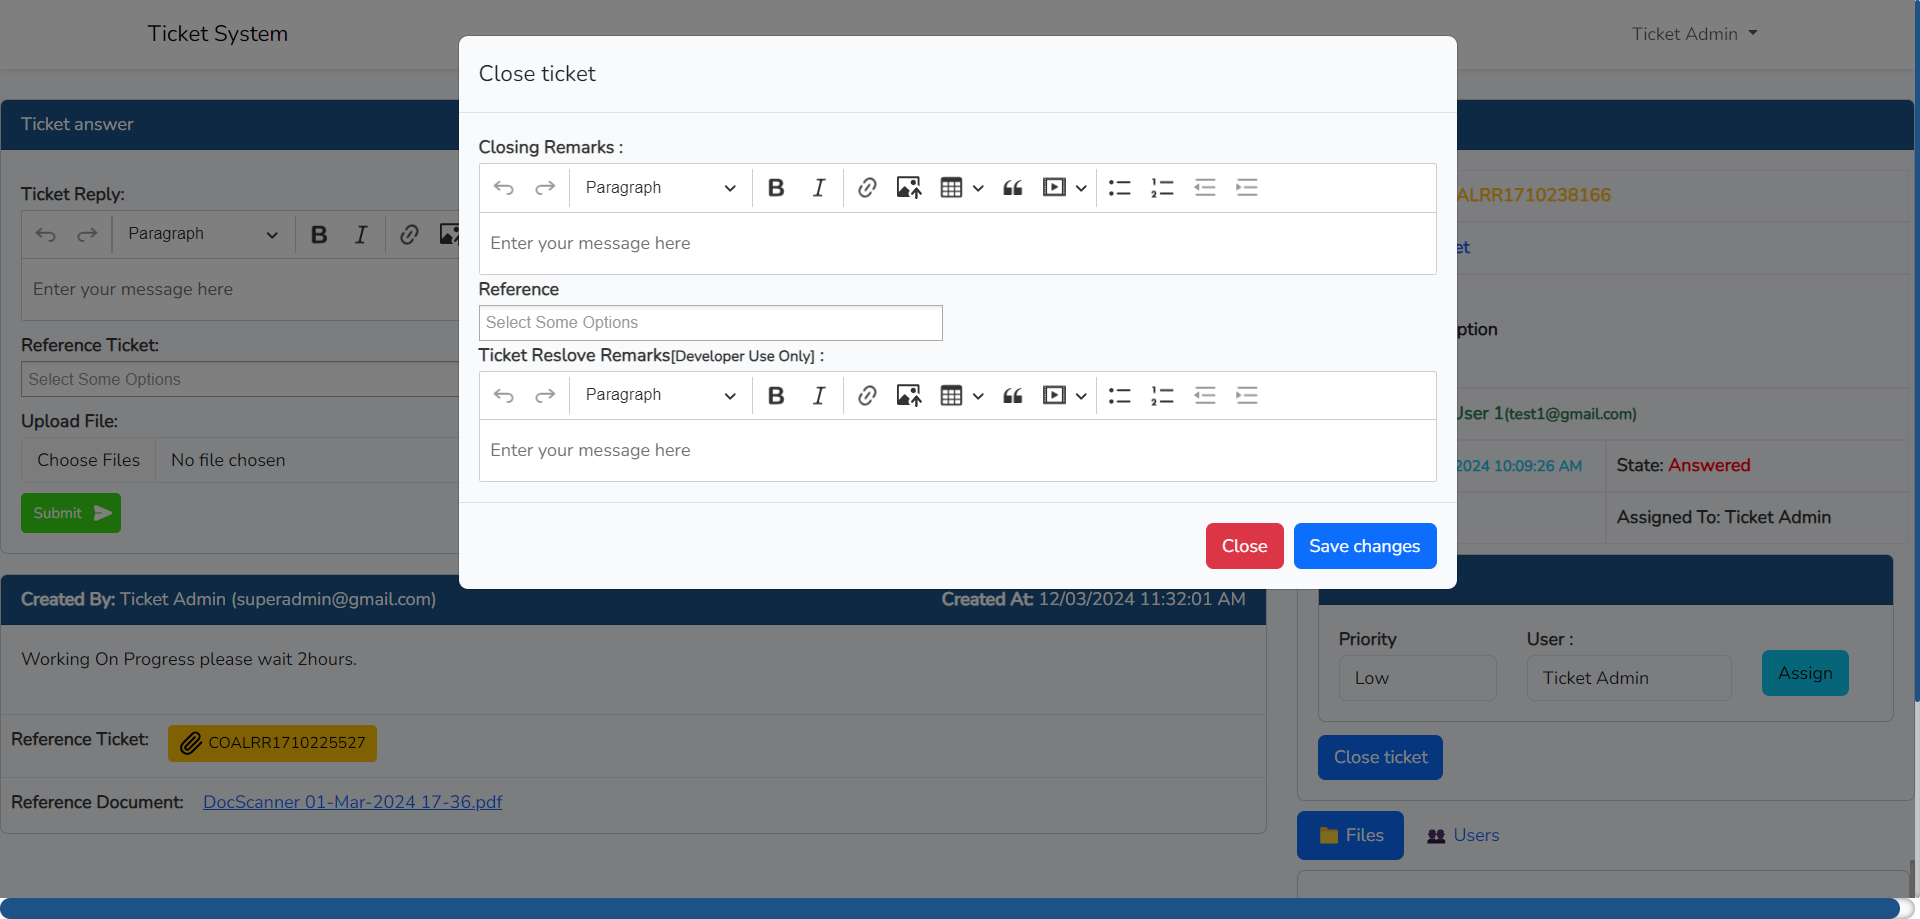 Ticket System
Ticket Admin
Close ticket
Closing Remarks :
Paragraph
Enter your message here
Reference
Select Some Options
Ticket Reslove Remarks[Developer Use Only] :
Paragraph
Enter your message here
Close
Save changes
Ticket answer
Ticket Reply:
Paragraph
Enter your message here
Reference Ticket:
Select Some Options
Upload File:
Choose Files No file chosen
Submit
Created By: Ticket Admin (superadmin@gmail.com) Created At: 12/03/2024 11:32:01 AM
Working On Progress please wait 2hours.
Reference Ticket: COALRR1710225527
Reference Document: DocScanner 01-Mar-2024 17-36.pdf
ALRR1710238166
et
ption
User 1(test1@gmail.com)
2024 10:09:26 AM State: Answered
Assigned To: Ticket Admin
Priority User :
Low Ticket Admin Assign
Close ticket
Files Users